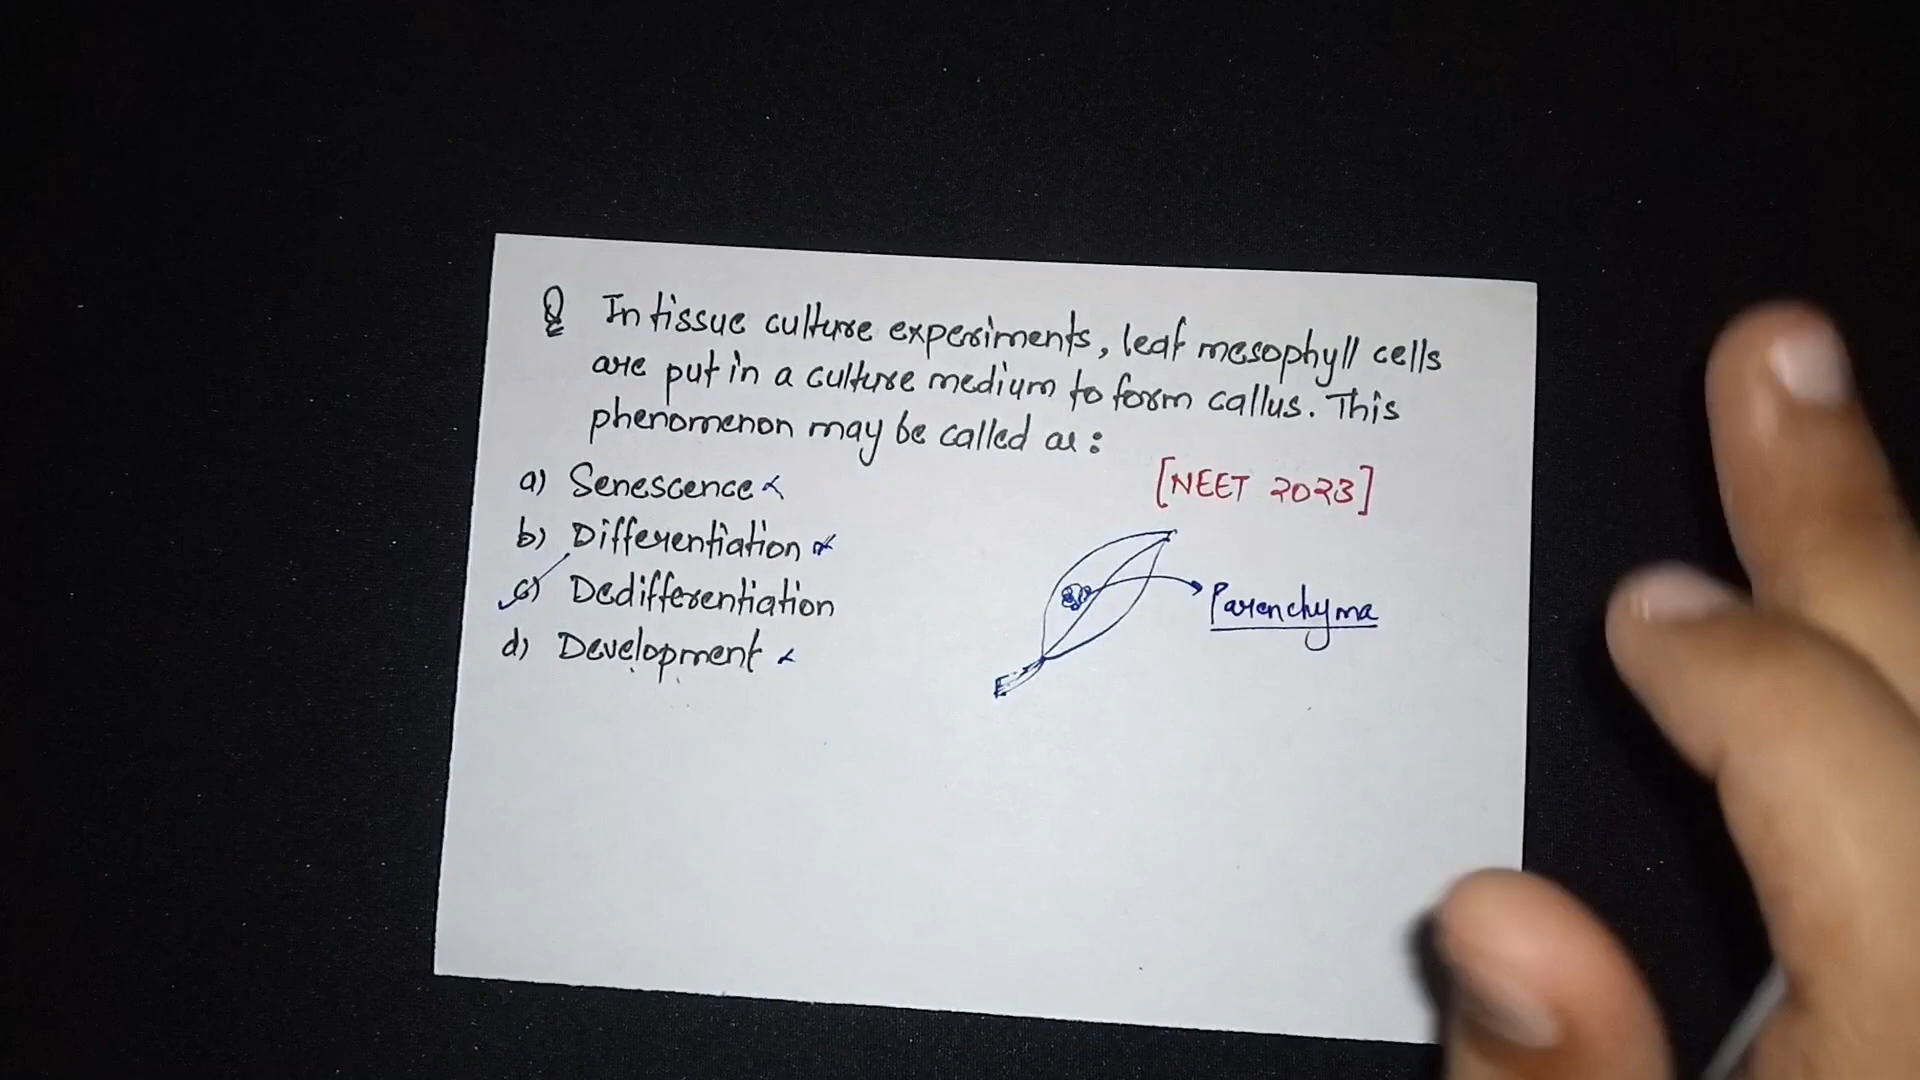 Q In tissue culture experiments, leaf mesophyll cells
are put in a culture medium to form callus. This
phenomenon may be called as:
[NEET 2023]
a) Senescence ×
b) Differentiation ×
c) Dedifferentiation
d) Development ×
Parenchyma